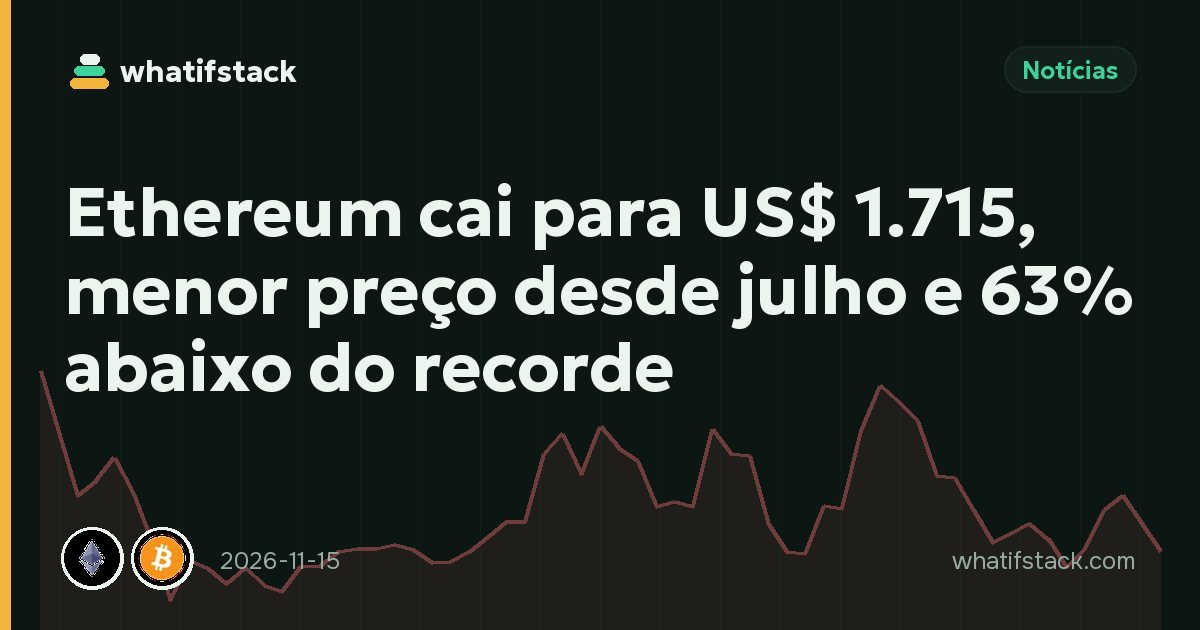 whatifstack
Notícias
Ethereum cai para US$ 1.715,
menor preço desde julho e 63%
abaixo do recorde
2026-11-15
whatifstack.com